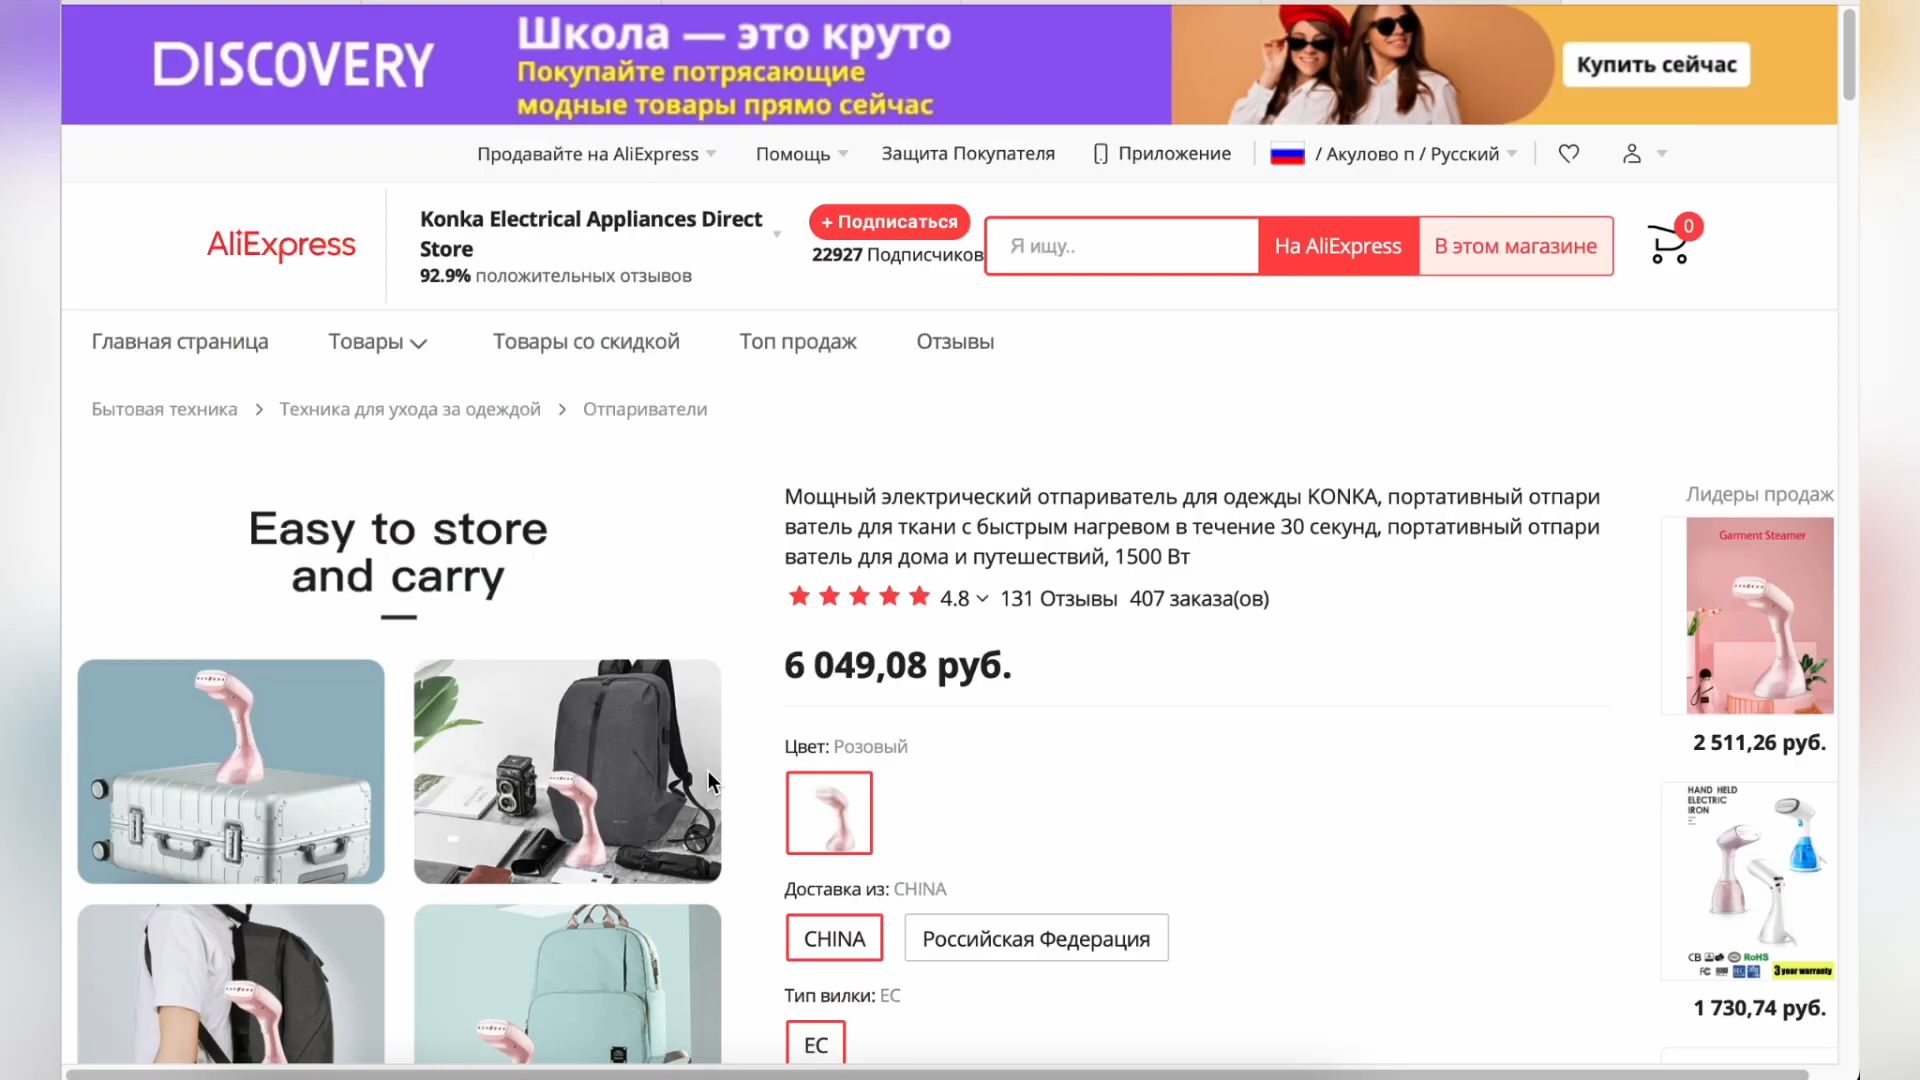 DISCOVERY
Школа — это круто
Покупайте потрясающие
модные товары прямо сейчас
Купить сейчас
Продавайте на AliExpress
Помощь
Защита Покупателя
Приложение
/ Акулово п / Русский
AliExpress
Konka Electrical Appliances Direct
Store
92.9% положительных отзывов
+ Подписаться
22927 Подписчиков
Я ищу..
На AliExpress
В этом магазине
0
Главная страница
Товары
Товары со скидкой
Топ продаж
Отзывы
Бытовая техника > Техника для ухода за одеждой > Отпариватели
Easy to store
and carry
Мощный электрический отпариватель для одежды KONKA, портативный отпари
ватель для ткани с быстрым нагревом в течение 30 секунд, портативный отпари
ватель для дома и путешествий, 1500 Вт
4.8
131 Отзывы
407 заказа(ов)
6 049,08 руб.
Цвет: Розовый
Доставка из: CHINA
CHINA
Российская Федерация
Тип вилки: EC
EC
Лидеры продаж
Garment Steamer
2 511,26 руб.
HAND HELD
ELECTRIC
IRON
CB
RoHS
FC
3 year warranty
1 730,74 руб.